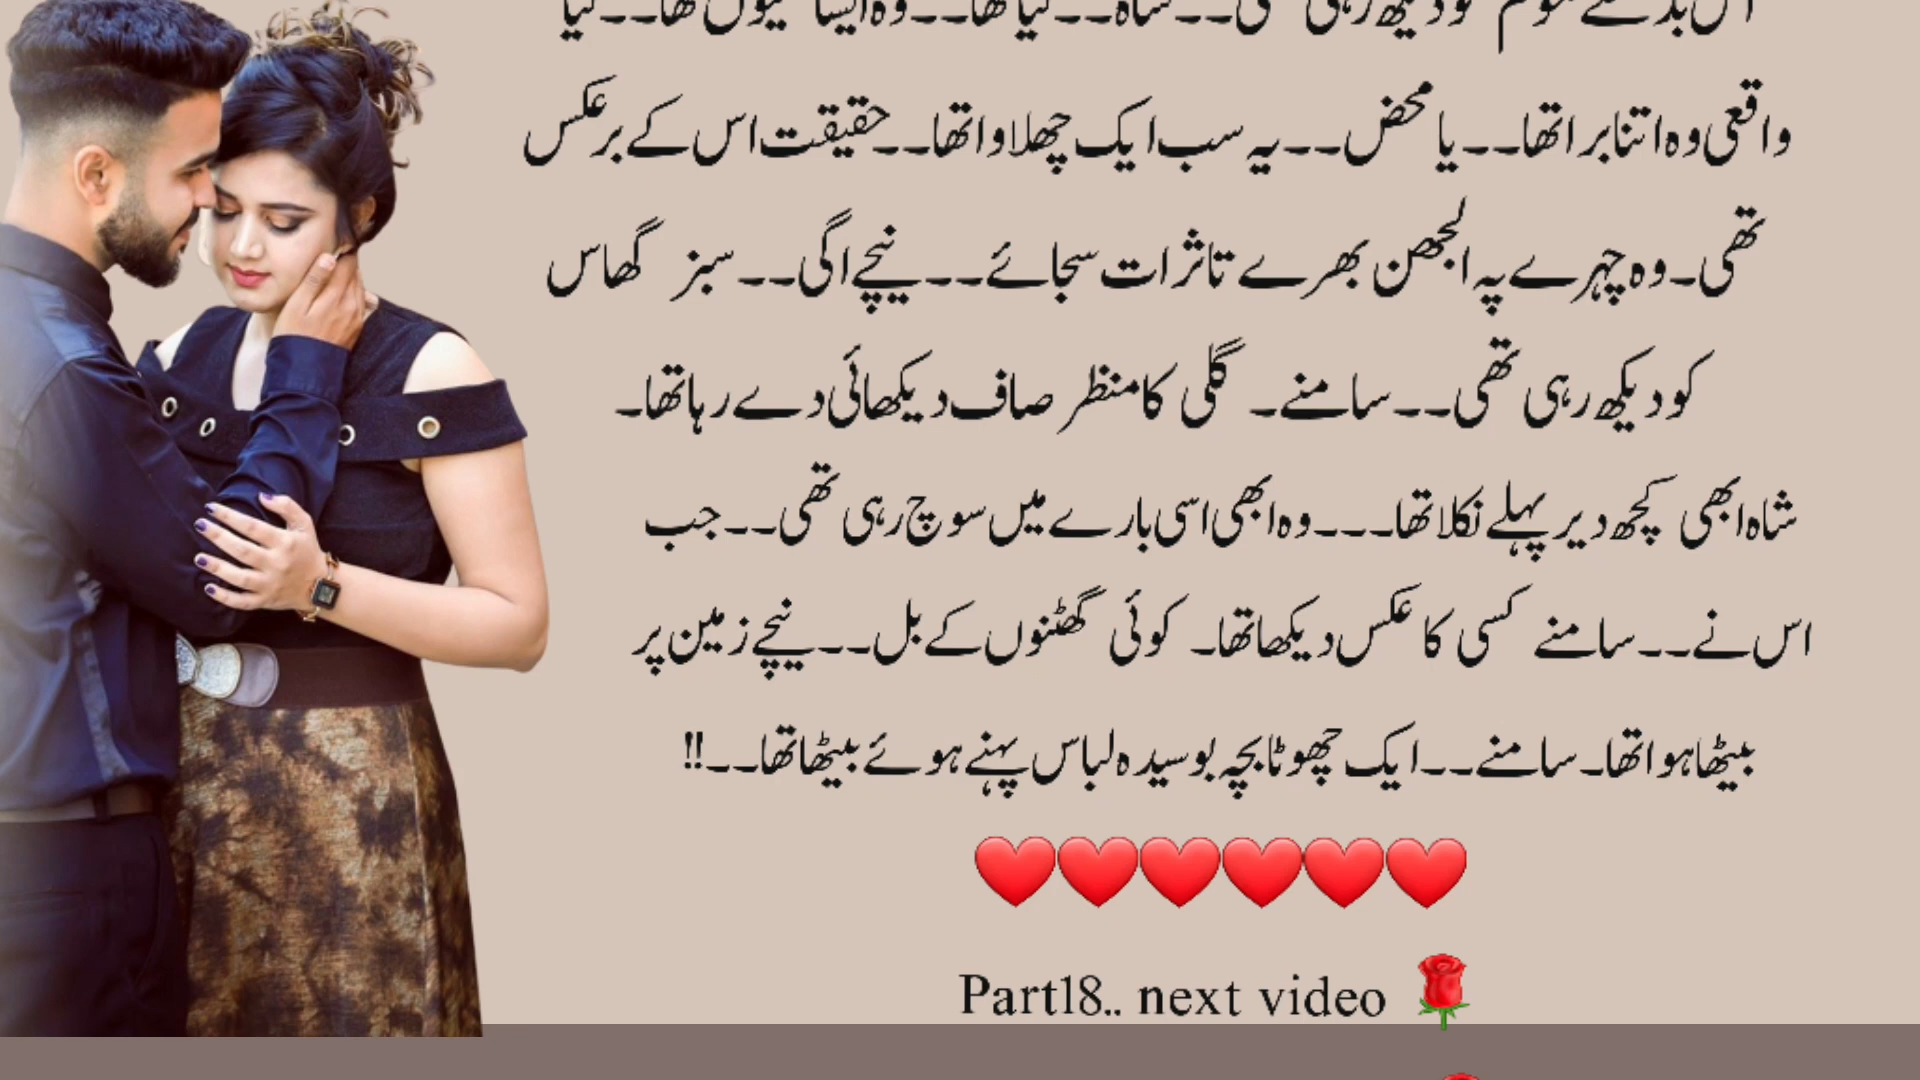 واقعی وہ اتنا برا تھا۔۔یا محض۔۔یہ سب ایک چھلاوا تھا۔۔حقیقت اس کے برعکس
تھی۔وہ چہرے پہ الجھن بھرے تاثرات سجائے۔۔نیچے اگی۔۔سبز گھاس
کو دیکھ رہی تھی۔۔سامنے۔ گلی کا منظر صاف دیکھائی دے رہا تھا۔
شاہ ابھی کچھ دیر پہلے نکلا تھا۔۔۔وہ ابھی اسی بارے میں سوچ رہی تھی۔۔جب
اس نے۔۔سامنے کسی کا عکس دیکھا تھا۔ کوئی گھٹنوں کے بل۔۔نیچے زمین پر
بیٹھا ہوا تھا۔سامنے۔۔ایک چھوٹا بچہ بوسیدہ لباس پہنے ہوئے بیٹھا تھا۔۔!!
❤️❤️❤️❤️❤️❤️
Part18.. next video 🌹